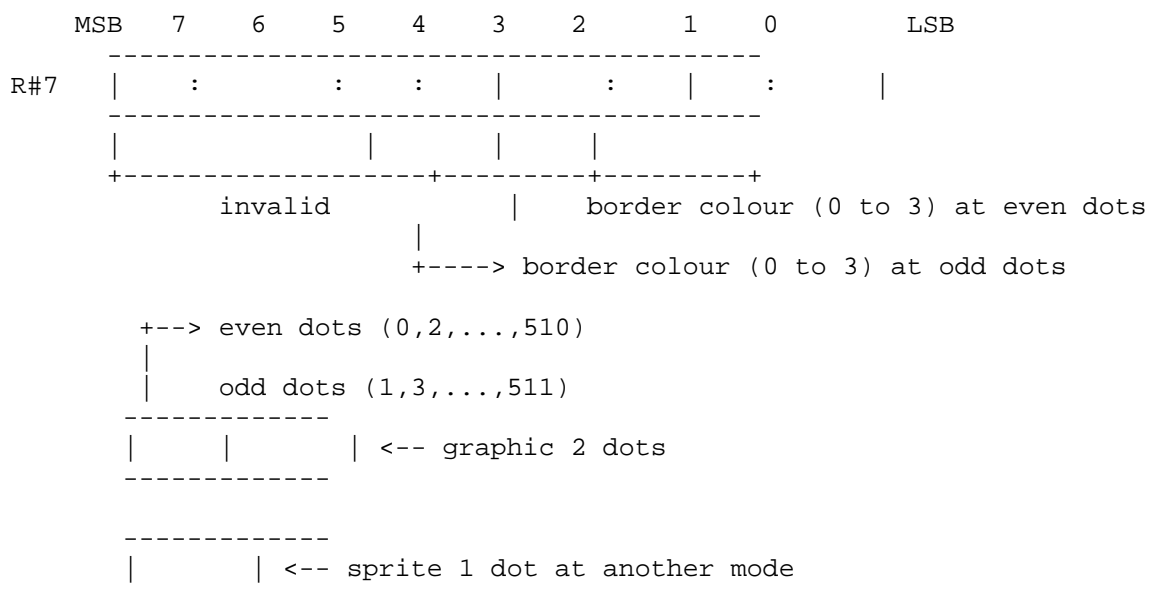 MSB 7 6 5 4 3 2 1 0 LSB
-----------------------------------------
R#7 | : : : | : | : |
-----------------------------------------
| | | |
+-------------------+---------+---------+
invalid | border colour (0 to 3) at even dots
|
+----> border colour (0 to 3) at odd dots
+--> even dots (0,2,...,510)
|
| odd dots (1,3,...,511)
-------------
| | | <-- graphic 2 dots
-------------
-------------
| | <-- sprite 1 dot at another mode